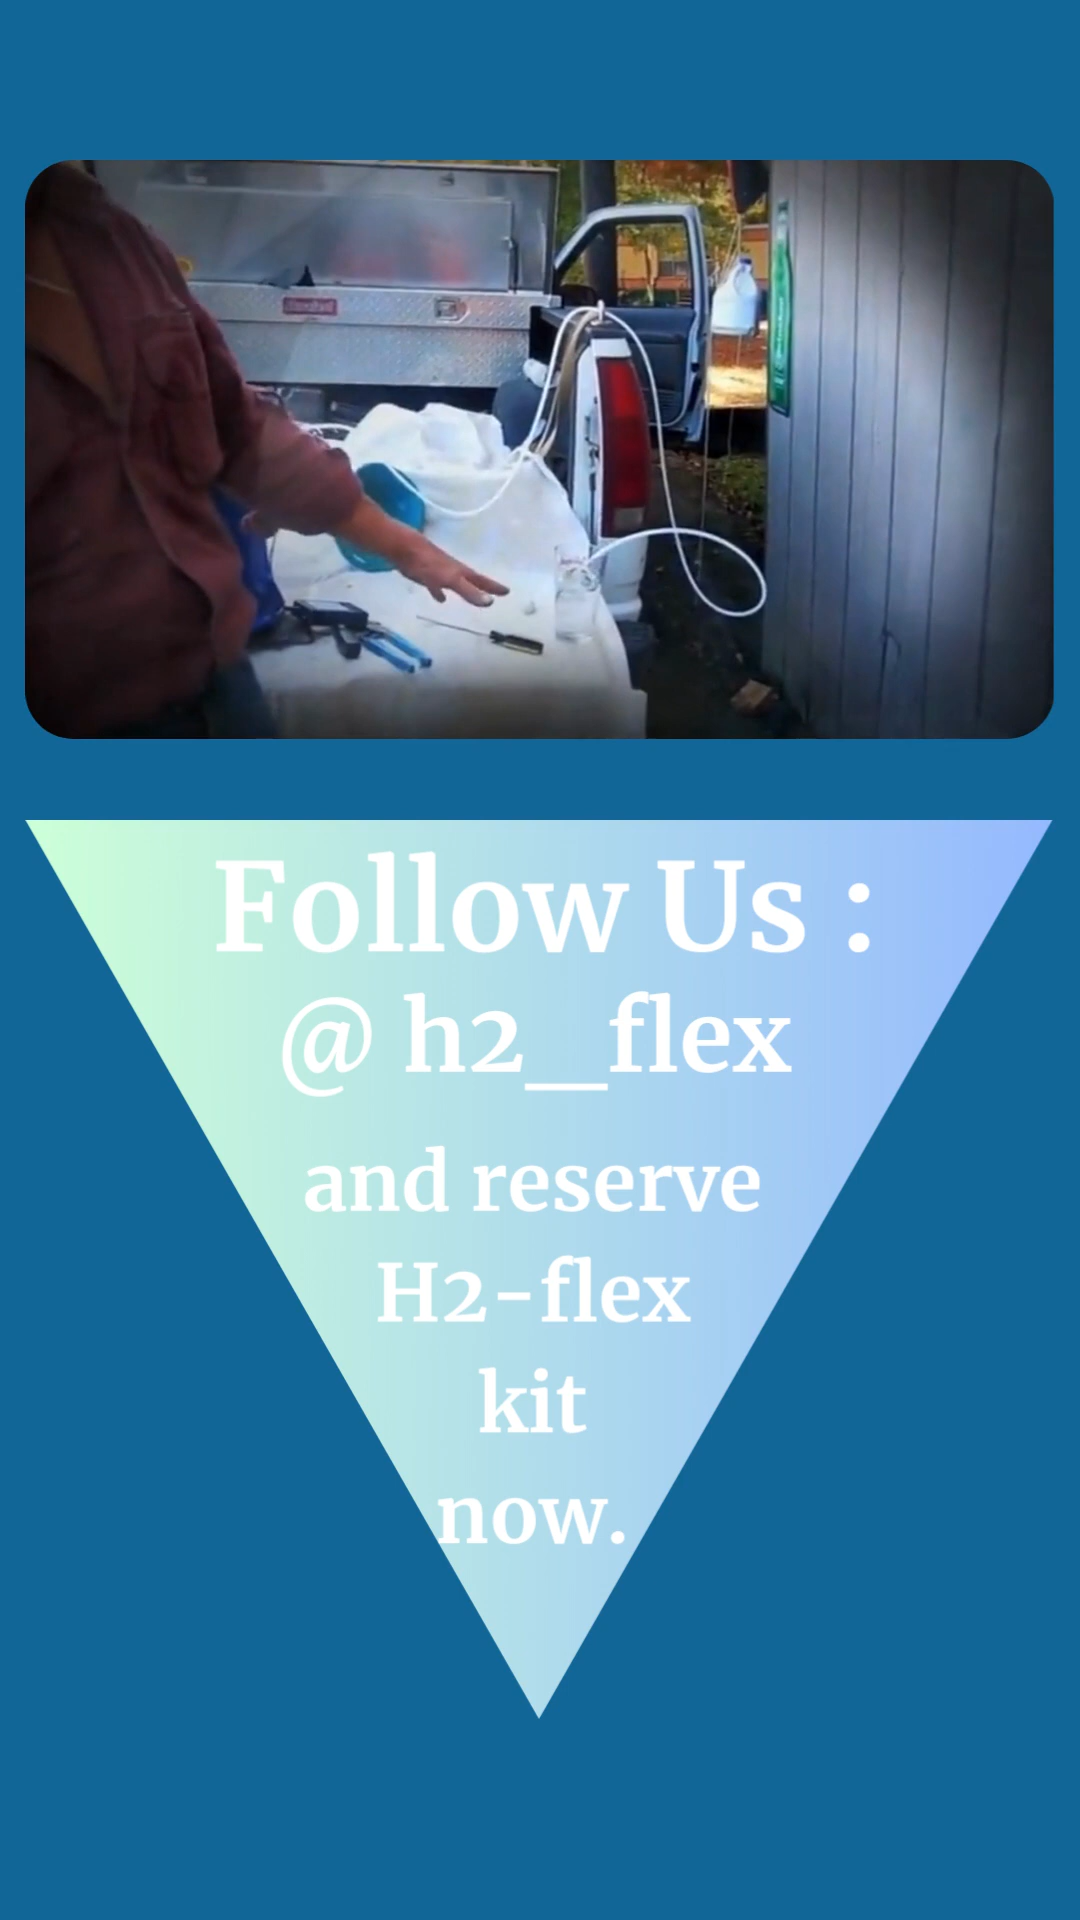 Follow Us :
@ h2_flex
and reserve
H2-flex
kit
now.